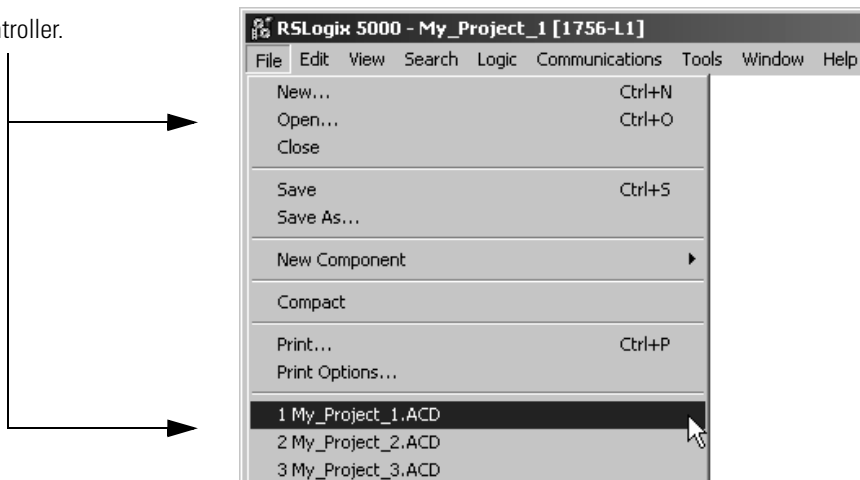 troller.
RSLogix 5000 - My_Project_1 [1756-L1]
File Edit View Search Logic Communications Tools Window Help
New... Ctrl+N
Open... Ctrl+O
Close
Save Ctrl+S
Save As...
New Component
Compact
Print... Ctrl+P
Print Options...
1 My_Project_1.ACD
2 My_Project_2.ACD
3 My_Project_3.ACD